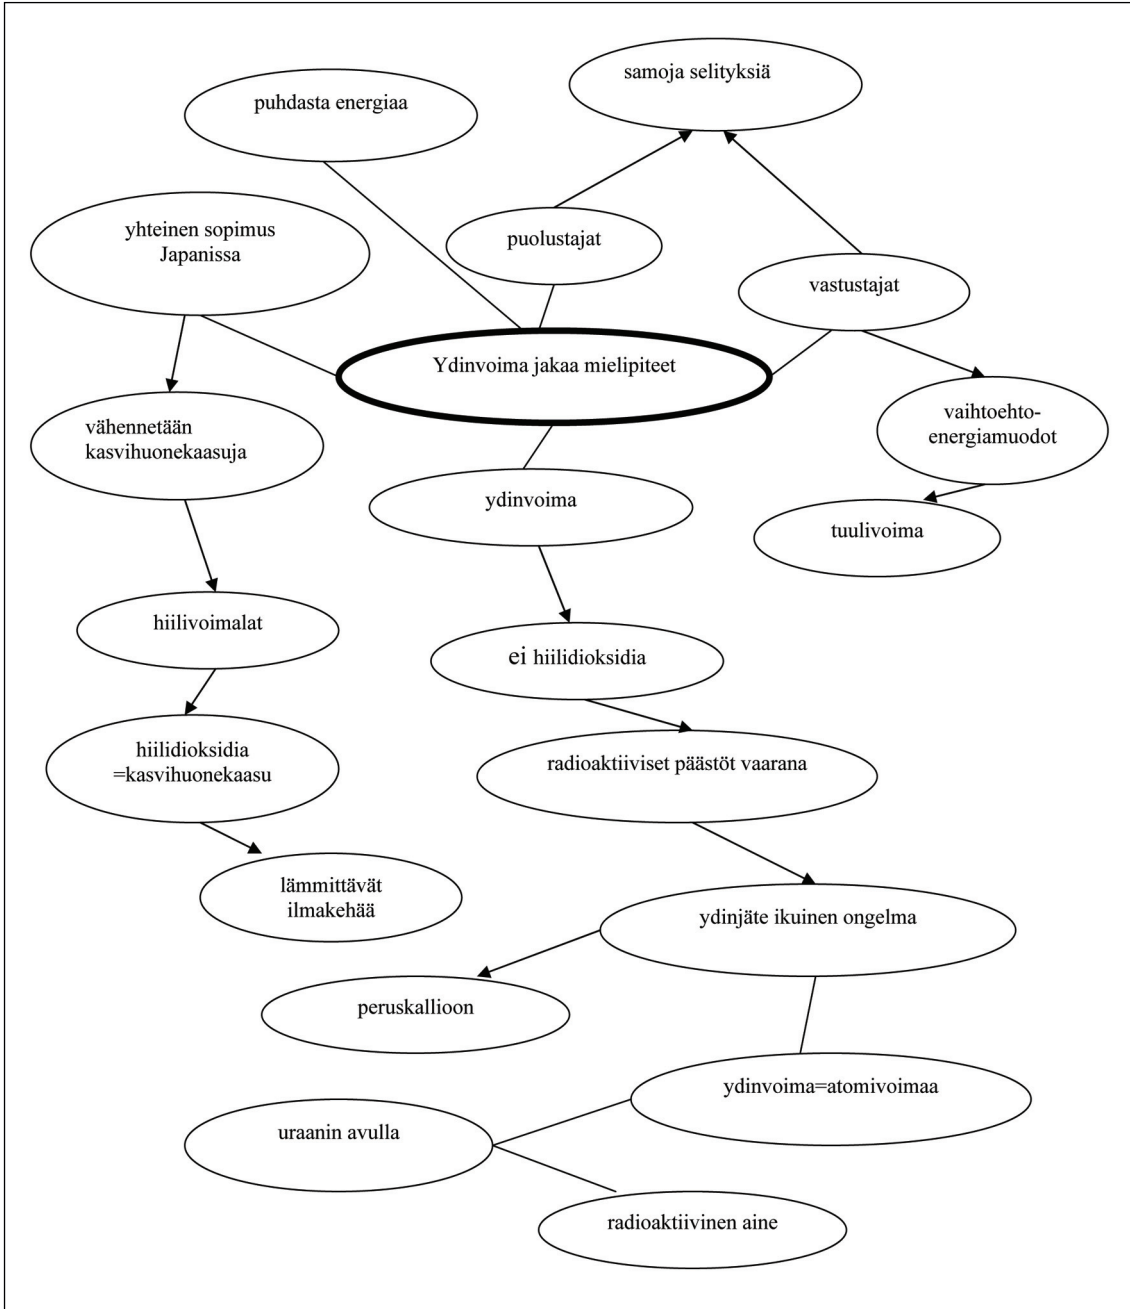 samoja selityksiä
puhdasta energiaa
yhteinen sopimus
Japanissa
puolustajat
vastustajat
Ydinvoima jakaa mielipiteet
vähennetään
kasvihuonekaasuja
vaihtoehto-
energiamuodot
ydinvoima
tuulivoima
hiilivoimalat
ei hiilidioksidia
hiilidioksidia
=kasvihuonekaasu
radioaktiiviset päästöt vaarana
lämmittävät
ilmakehää
ydinjäte ikuinen ongelma
peruskallioon
ydinvoima=atomivoimaa
uraanin avulla
radioaktiivinen aine